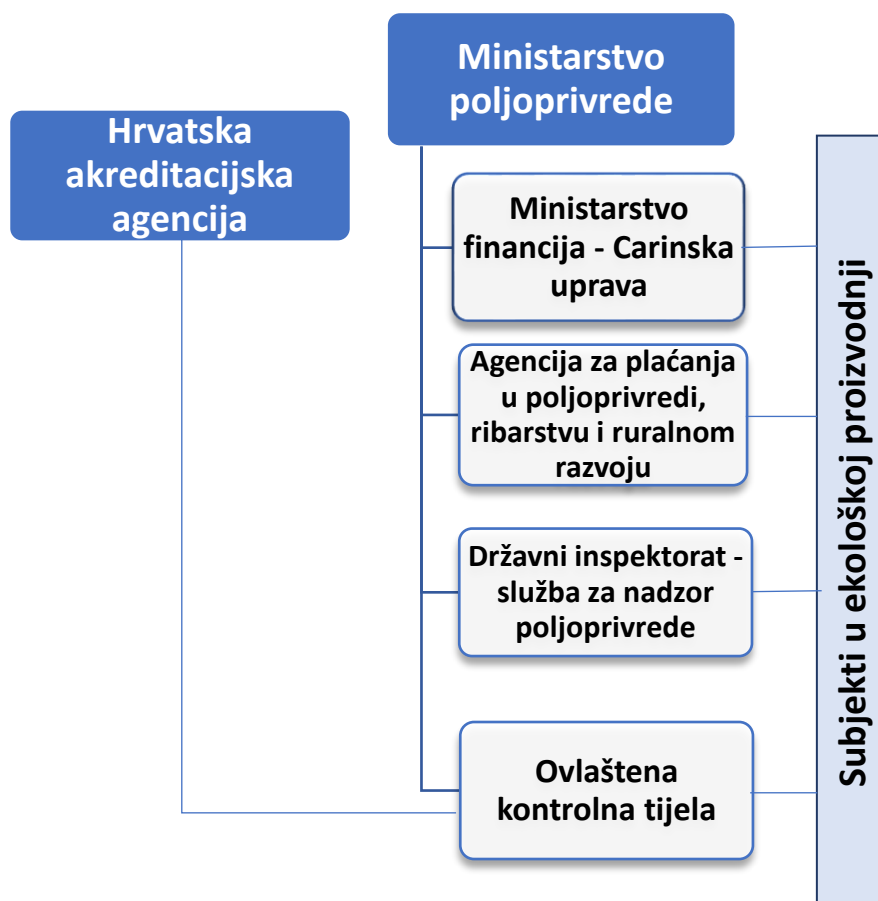 Ministarstvo
poljoprivrede
Hrvatska
akreditacijska
agencija
Ministarstvo
financija - Carinska
uprava
Agencija za plaćanja
u poljoprivredi,
ribarstvu i ruralnom
razvoju
Državni inspektorat -
služba za nadzor
poljoprivrede
Ovlaštena
kontrolna tijela
Subjekti u ekološkoj proizvodnji